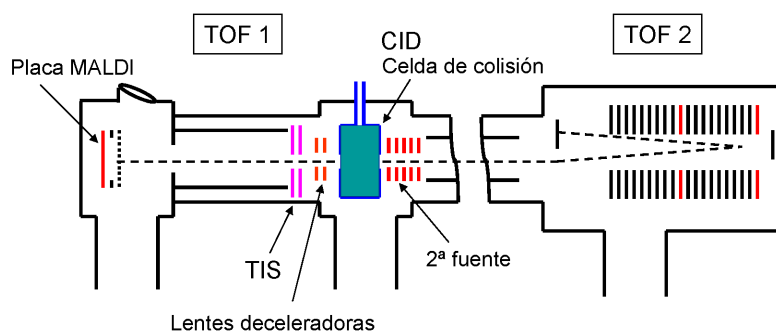 TOF 1
TOF 2
CID
Celda de colisión
Placa MALDI
TIS
2ª fuente
Lentes deceleradoras